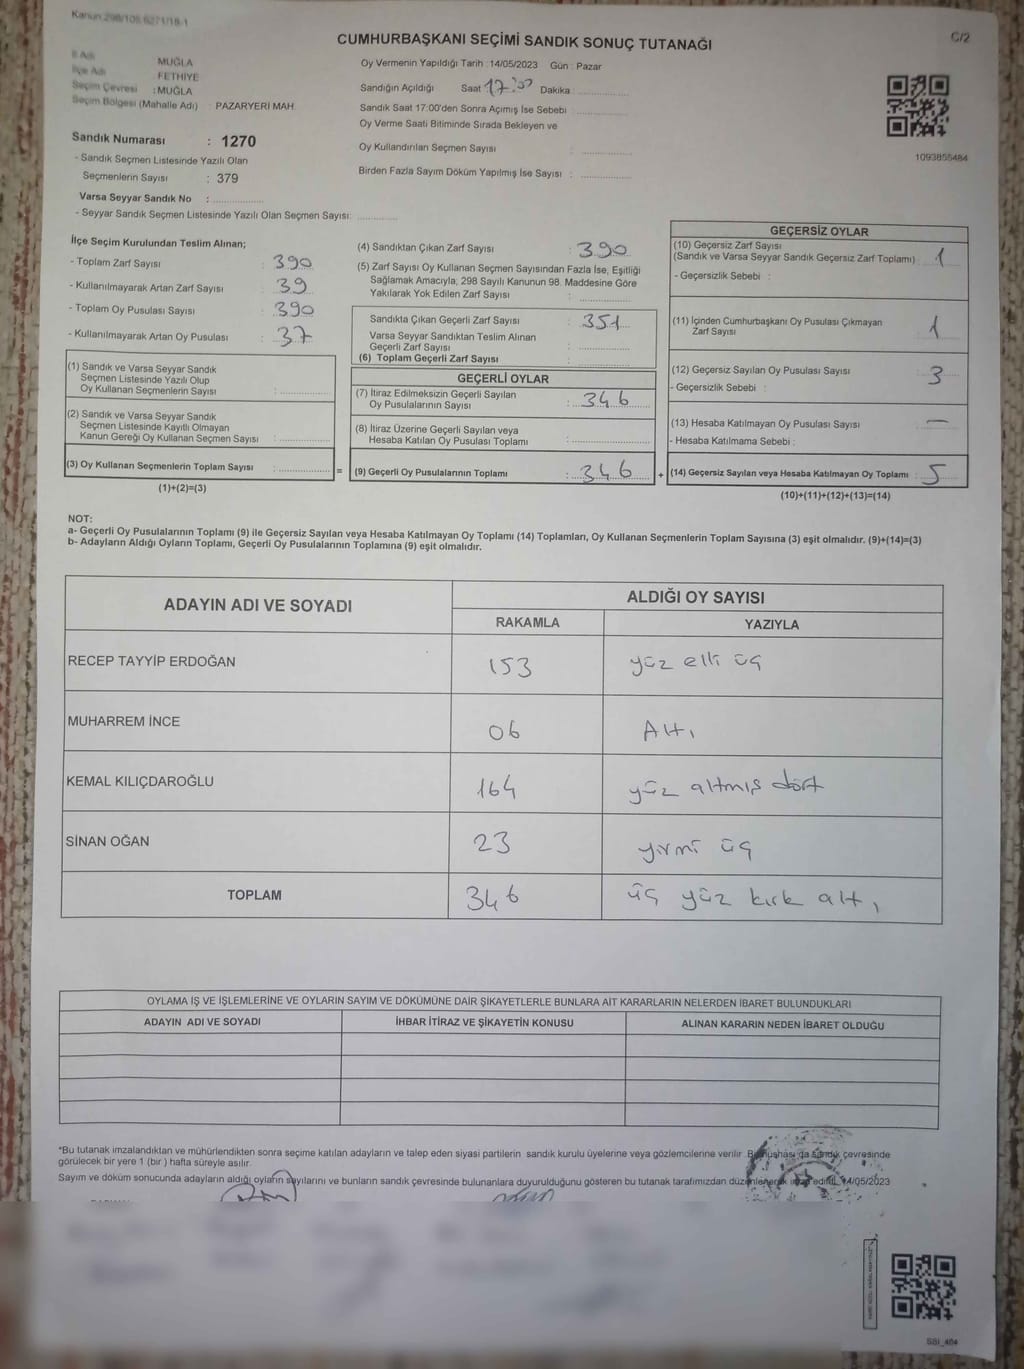 Kanun 298/105 6271/18-1
C/2
CUMHURBAŞKANI SEÇİMİ SANDIK SONUÇ TUTANAĞI
İl Adı : MUĞLA
İlçe Adı : FETHİYE
Seçim Çevresi : MUĞLA
Seçim Bölgesi (Mahalle Adı) : PAZARYERİ MAH.
Oy Vermenin Yapıldığı Tarih : 14/05/2023 Gün : Pazar
Sandığın Açıldığı Saat 17:00 Dakika
Sandık Saat 17:00'den Sonra Açımış İse Sebebi
Oy Verme Saati Bitiminde Sırada Bekleyen ve
Oy Kullandırılan Seçmen Sayısı :
Birden Fazla Sayım Döküm Yapılmış İse Sayısı :
1093855484
Sandık Numarası : 1270
- Sandık Seçmen Listesinde Yazılı Olan
Seçmenlerin Sayısı : 379
Varsa Seyyar Sandık No :
- Seyyar Sandık Seçmen Listesinde Yazılı Olan Seçmen Sayısı:
İlçe Seçim Kurulundan Teslim Alınan;
- Toplam Zarf Sayısı : 390
- Kullanılmayarak Artan Zarf Sayısı : 39
- Toplam Oy Pusulası Sayısı : 390
- Kullanılmayarak Artan Oy Pusulası : 37
(1) Sandık ve Varsa Seyyar Sandık
Seçmen Listesinde Yazılı Olup
Oy Kullanan Seçmenlerin Sayısı :
(2) Sandık ve Varsa Seyyar Sandık
Seçmen Listesinde Kayıtlı Olmayan
Kanun Gereği Oy Kullanan Seçmen Sayısı :
(3) Oy Kullanan Seçmenlerin Toplam Sayısı :
(1)+(2)=(3)
(4) Sandıktan Çıkan Zarf Sayısı : 390
(5) Zarf Sayısı Oy Kullanan Seçmen Sayısından Fazla İse, Eşitliği
Sağlamak Amacıyla, 298 Sayılı Kanunun 98. Maddesine Göre
Yakılarak Yok Edilen Zarf Sayısı :
Sandıkta Çıkan Geçerli Zarf Sayısı : 351
Varsa Seyyar Sandıktan Teslim Alınan
Geçerli Zarf Sayısı :
(6) Toplam Geçerli Zarf Sayısı :
GEÇERLİ OYLAR
(7) İtiraz Edilmeksizin Geçerli Sayılan
Oy Pusulalarının Sayısı : 346
(8) İtiraz Üzerine Geçerli Sayılan veya
Hesaba Katılan Oy Pusulası Toplamı :
= (9) Geçerli Oy Pusulalarının Toplamı : 346
GEÇERSİZ OYLAR
(10) Geçersiz Zarf Sayısı
(Sandık ve Varsa Seyyar Sandık Geçersiz Zarf Toplamı) : 1
- Geçersizlik Sebebi :
(11) İçinden Cumhurbaşkanı Oy Pusulası Çıkmayan
Zarf Sayısı : 1
(12) Geçersiz Sayılan Oy Pusulası Sayısı : 3
- Geçersizlik Sebebi :
(13) Hesaba Katılmayan Oy Pusulası Sayısı : —
- Hesaba Katılmama Sebebi :
+ (14) Geçersiz Sayılan veya Hesaba Katılmayan Oy Toplamı : 5
(10)+(11)+(12)+(13)=(14)
NOT:
a- Geçerli Oy Pusulalarının Toplamı (9) ile Geçersiz Sayılan veya Hesaba Katılmayan Oy Toplamı (14) Toplamları, Oy Kullanan Seçmenlerin Toplam Sayısına (3) eşit olmalıdır. (9)+(14)=(3)
b- Adayların Aldığı Oyların Toplamı, Geçerli Oy Pusulalarının Toplamına (9) eşit olmalıdır.
ADAYIN ADI VE SOYADI
ALDIĞI OY SAYISI
RAKAMLA YAZIYLA
RECEP TAYYİP ERDOĞAN 153 yüz elli üç
MUHARREM İNCE 06 Altı
KEMAL KILIÇDAROĞLU 164 yüz altmış dört
SİNAN OĞAN 23 yirmi üç
TOPLAM 346 üç yüz kırk altı
OYLAMA İŞ VE İŞLEMLERİNE VE OYLARIN SAYIM VE DÖKÜMÜNE DAİR ŞİKAYETLERLE BUNLARA AİT KARARLARIN NELERDEN İBARET BULUNDUKLARI
ADAYIN ADI VE SOYADI İHBAR İTİRAZ VE ŞİKAYETİN KONUSU ALINAN KARARIN NEDEN İBARET OLDUĞU
*Bu tutanak imzalandıktan ve mühürlendikten sonra seçime katılan adayların ve talep eden siyasi partilerin sandık kurulu üyelerine veya gözlemcilerine verilir. Bir nüshası da sandık çevresinde
görülecek bir yere 1 (bir) hafta süreyle asılır.
Sayım ve döküm sonucunda adayların aldığı oyların sayılarını ve bunların sandık çevresinde bulunanlara duyurulduğunu gösteren bu tutanak tarafımızdan düzenlenerek imza edildi. 14/05/2023
SSI_404